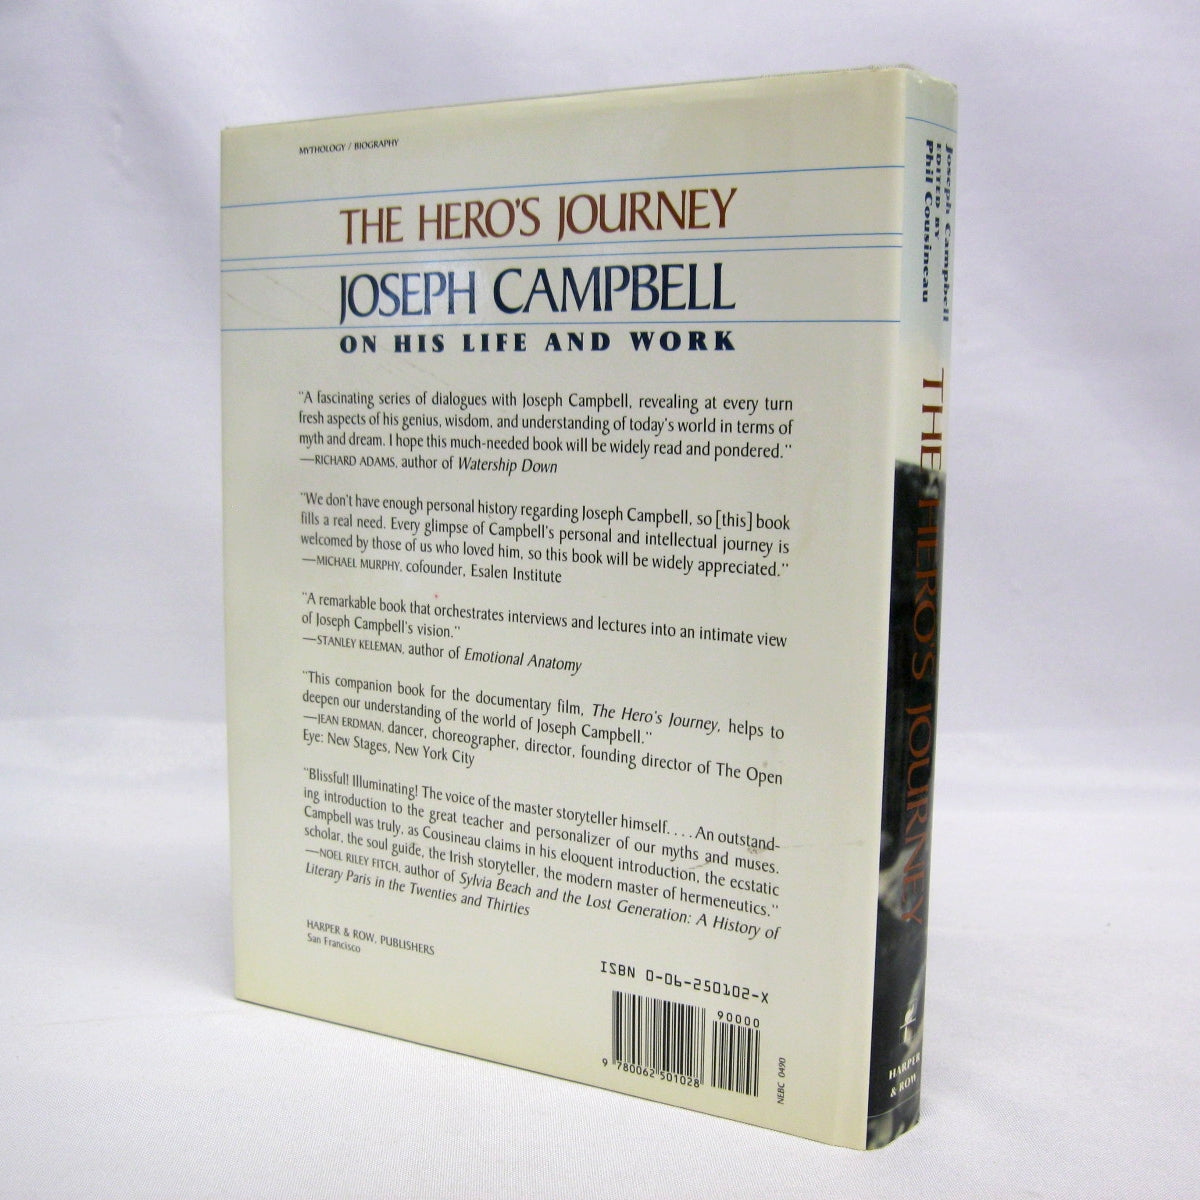 MYTHOLOGY / BIOGRAPHY
THE HERO'S JOURNEY
JOSEPH CAMPBELL
ON HIS LIFE AND WORK
"A fascinating series of dialogues with Joseph Campbell, revealing at every turn
fresh aspects of his genius, wisdom, and understanding of today's world in terms of
myth and dream. I hope this much-needed book will be widely read and pondered."
—RICHARD ADAMS, author of Watership Down
"We don't have enough personal history regarding Joseph Campbell, so [this] book
fills a real need. Every glimpse of Campbell's personal and intellectual journey is
welcomed by those of us who loved him, so this book will be widely appreciated."
—MICHAEL MURPHY, cofounder, Esalen Institute
"A remarkable book that orchestrates interviews and lectures into an intimate view
of Joseph Campbell's vision."
—STANLEY KELEMAN, author of Emotional Anatomy
"This companion book for the documentary film, The Hero's Journey, helps to
deepen our understanding of the world of Joseph Campbell."
—JEAN ERDMAN, dancer, choreographer, director, founding director of The Open
Eye: New Stages, New York City
"Blissful! Illuminating! The voice of the master storyteller himself. . . . An outstand-
ing introduction to the great teacher and personalizer of our myths and muses.
Campbell was truly, as Cousineau claims in his eloquent introduction, the ecstatic
scholar, the soul guide, the Irish storyteller, the modern master of hermeneutics."
—NOEL RILEY FITCH, author of Sylvia Beach and the Lost Generation: A History of
Literary Paris in the Twenties and Thirties
HARPER & ROW, PUBLISHERS
San Francisco
ISBN 0-06-250102-X
90000
9 780062 501028
NEBC 0490
Joseph Campbell
EDITED BY
Phil Cousineau
THE HERO'S JOURNEY
HARPER
& ROW